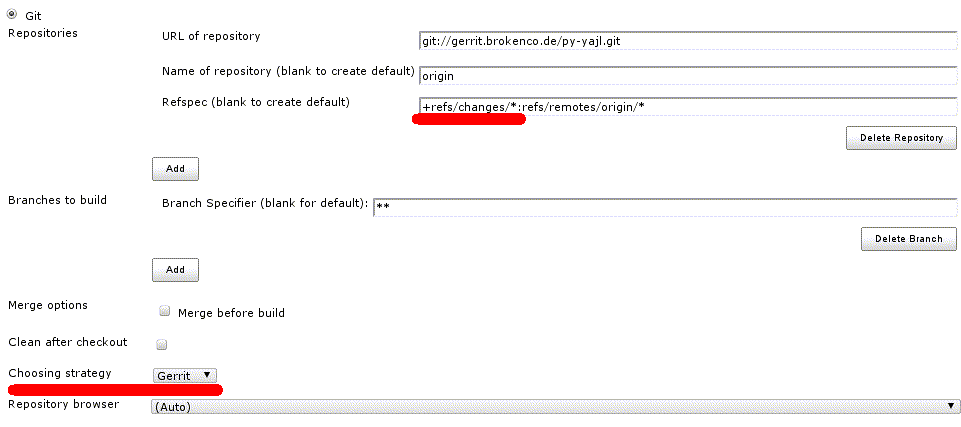 Git
Repositories
URL of repository
git://gerrit.brokenco.de/py-yajl.git
Name of repository (blank to create default)
origin
Refspec (blank to create default)
+refs/changes/*:refs/remotes/origin/*
Delete Repository
Add
Branches to build
Branch Specifier (blank for default):
**
Delete Branch
Add
Merge options
Merge before build
Clean after checkout
Choosing strategy
Gerrit
Repository browser
(Auto)